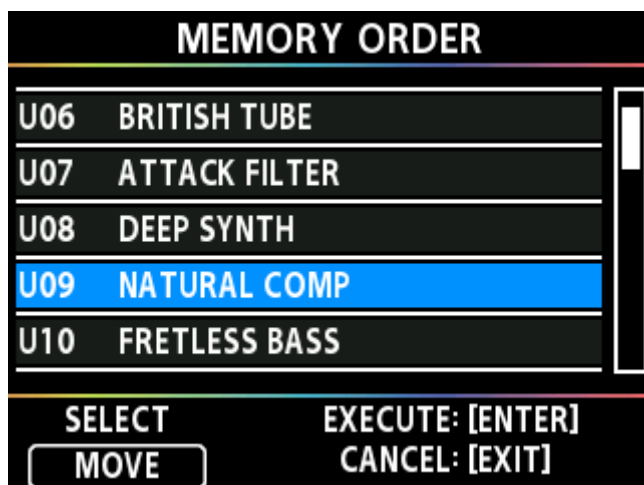 MEMORY ORDER
U06 BRITISH TUBE
U07 ATTACK FILTER
U08 DEEP SYNTH
U09 NATURAL COMP
U10 FRETLESS BASS
SELECT EXECUTE: [ENTER]
MOVE CANCEL: [EXIT]